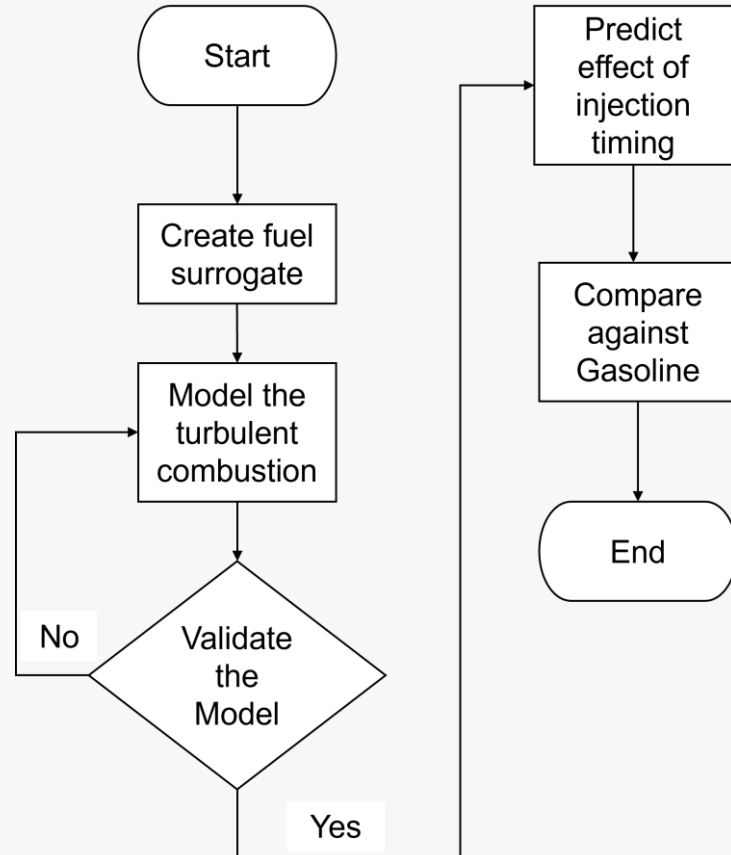 Start
Create fuel
surrogate
Model the
turbulent
combustion
No
Validate
the
Model
Yes
Predict
effect of
injection
timing
Compare
against
Gasoline
End